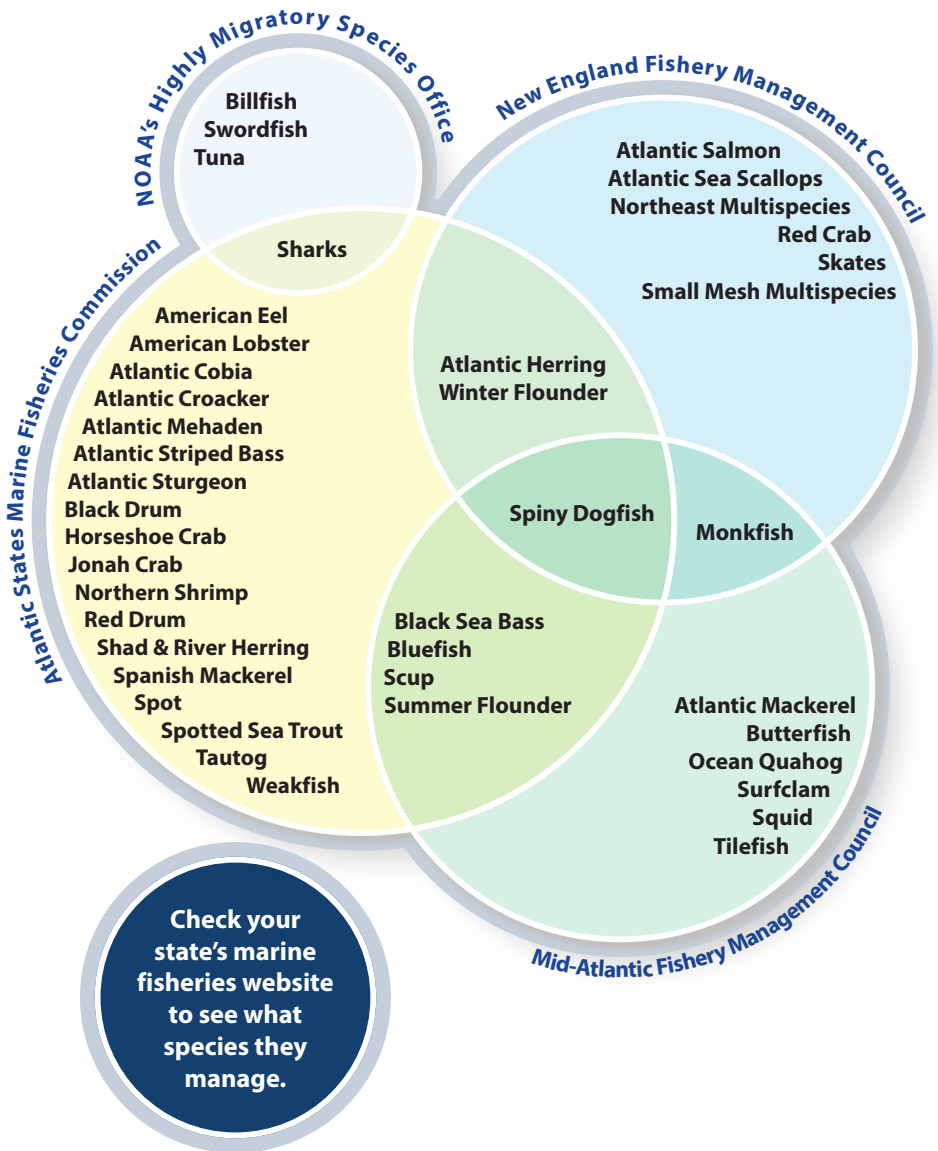 NOAA's Highly Migratory Species Office
Billfish
Swordfish
Tuna
Sharks
New England Fishery Management Council
Atlantic Salmon
Atlantic Sea Scallops
Northeast Multispecies
Red Crab
Skates
Small Mesh Multispecies
Atlantic States Marine Fisheries Commission
American Eel
American Lobster
Atlantic Cobia
Atlantic Croacker
Atlantic Mehaden
Atlantic Striped Bass
Atlantic Sturgeon
Black Drum
Horseshoe Crab
Jonah Crab
Northern Shrimp
Red Drum
Shad & River Herring
Spanish Mackerel
Spot
Spotted Sea Trout
Tautog
Weakfish
Atlantic Herring
Winter Flounder
Spiny Dogfish
Monkfish
Black Sea Bass
Bluefish
Scup
Summer Flounder
Atlantic Mackerel
Butterfish
Ocean Quahog
Surfclam
Squid
Tilefish
Mid-Atlantic Fishery Management Council
Check your
state's marine
fisheries website
to see what
species they
manage.